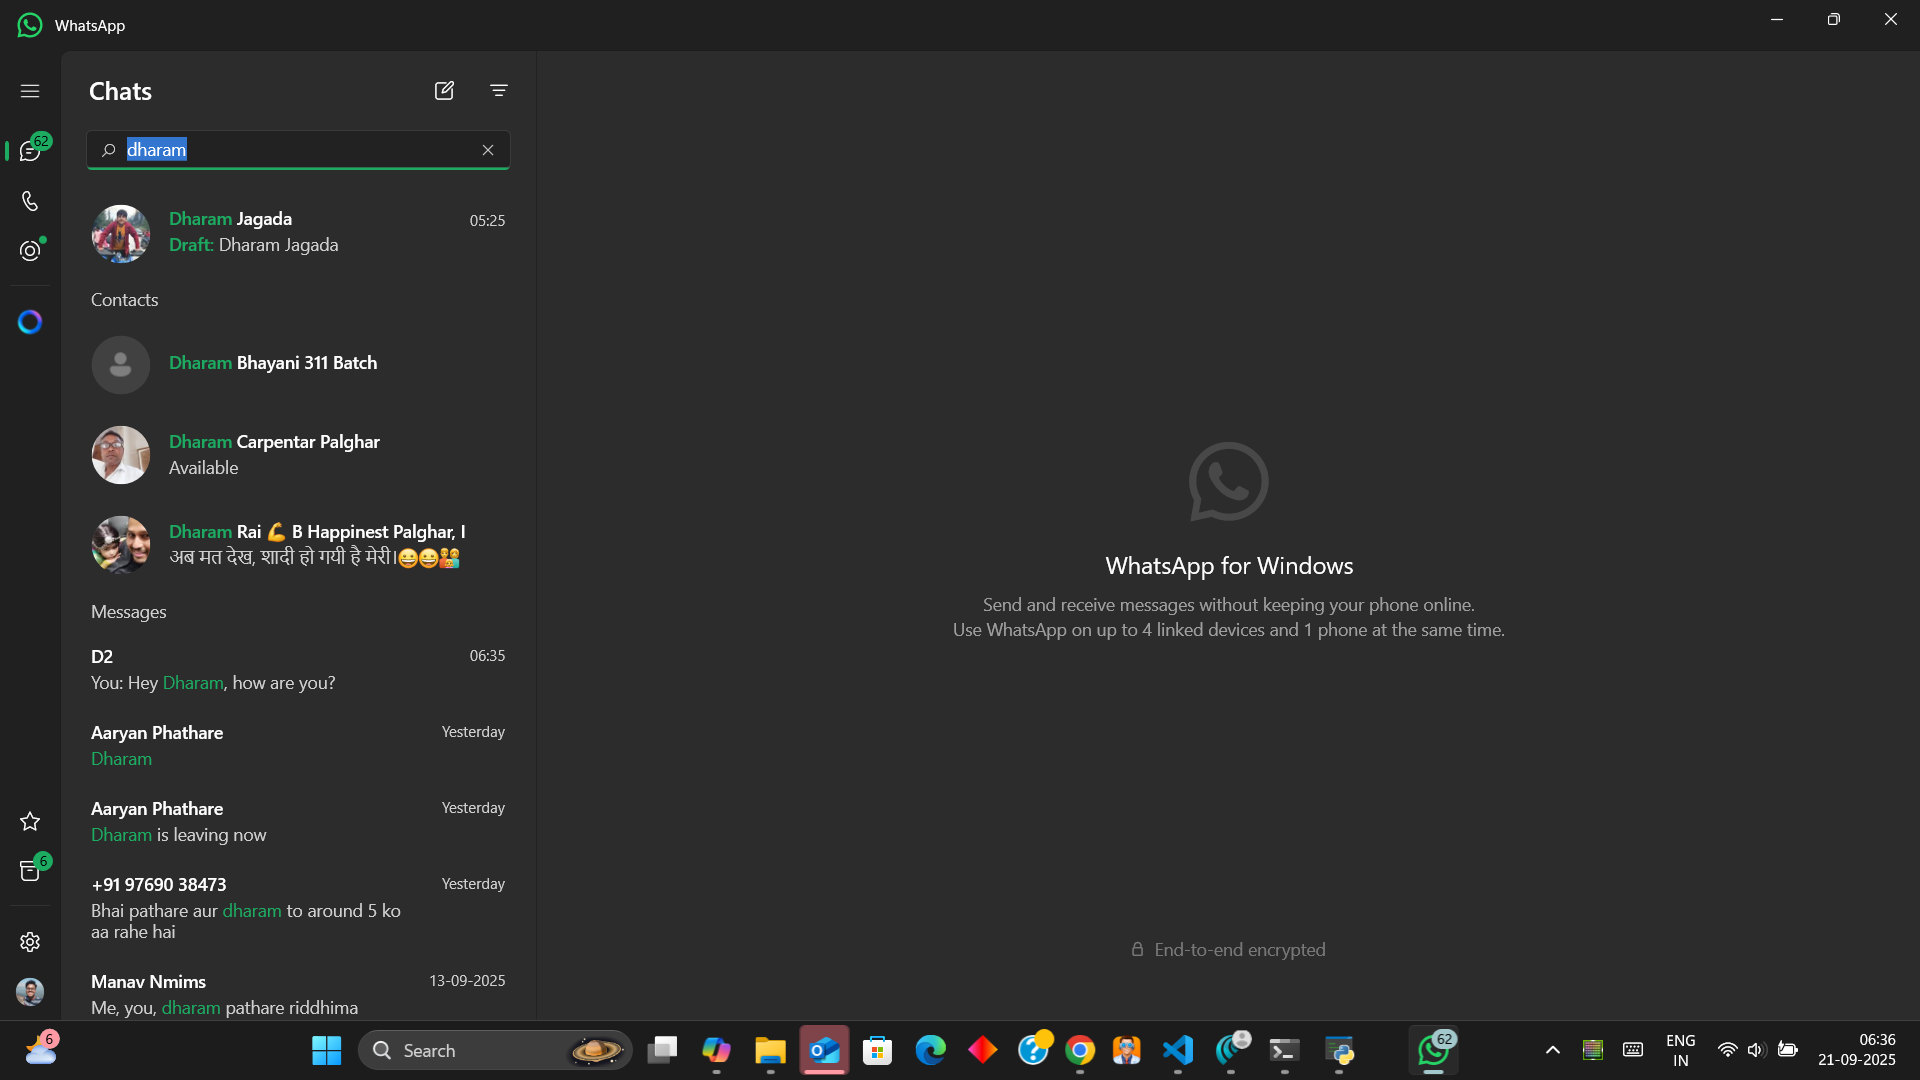 WhatsApp
Chats
62
dharam
Dharam Jagada
05:25
Draft: Dharam Jagada
Contacts
Dharam Bhayani 311 Batch
Dharam Carpentar Palghar
Available
Dharam Rai 💪 B Happinest Palghar, I
अब मत देख, शादी हो गयी है मेरी।😀😀👫
Messages
D2
06:35
You: Hey Dharam, how are you?
Aaryan Phathare
Yesterday
Dharam
Aaryan Phathare
Yesterday
Dharam is leaving now
6
+91 97690 38473
Yesterday
Bhai pathare aur dharam to around 5 ko
aa rahe hai
Manav Nmims
13-09-2025
Me, you, dharam pathare riddhima
WhatsApp for Windows
Send and receive messages without keeping your phone online.
Use WhatsApp on up to 4 linked devices and 1 phone at the same time.
End-to-end encrypted
6
Search
62
ENG
IN
06:36
21-09-2025